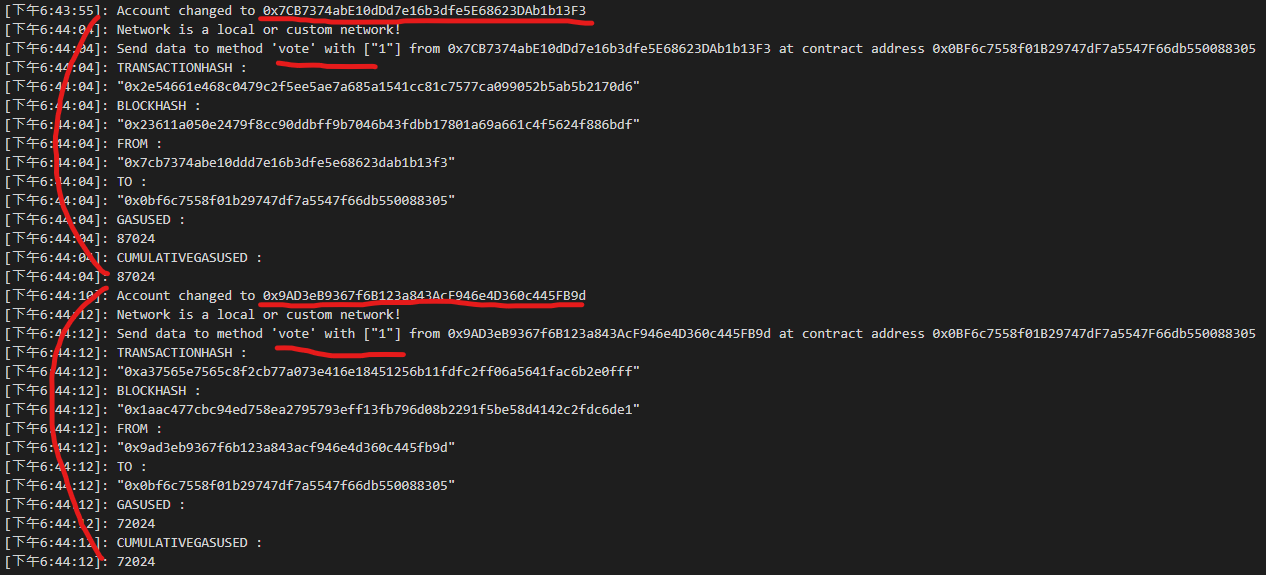 [下午6:43:55]: Account changed to 0x7CB7374abE10dDd7e16b3dfe5E68623DAb1b13F3
[下午6:44:04]: Network is a local or custom network!
[下午6:44:04]: Send data to method 'vote' with ["1"] from 0x7CB7374abE10dDd7e16b3dfe5E68623DAb1b13F3 at contract address 0x0BF6c7558f01B29747dF7a5547F66db550088305
[下午6:44:04]: TRANSACTIONHASH :
[下午6:44:04]: "0x2e54661e468c0479c2f5ee5ae7a685a1541cc81c7577ca099052b5ab5b2170d6"
[下午6:44:04]: BLOCKHASH :
[下午6:44:04]: "0x23611a050e2479f8cc90ddbff9b7046b43fdbb17801a69a661c4f5624f886bdf"
[下午6:44:04]: FROM :
[下午6:44:04]: "0x7cb7374abe10ddd7e16b3dfe5e68623dab1b13f3"
[下午6:44:04]: TO :
[下午6:44:04]: "0x0bf6c7558f01b29747df7a5547f66db550088305"
[下午6:44:04]: GASUSED :
[下午6:44:04]: 87024
[下午6:44:04]: CUMULATIVEGASUSED :
[下午6:44:04]: 87024
[下午6:44:10]: Account changed to 0x9AD3eB9367f6B123a843AcF946e4D360c445FB9d
[下午6:44:12]: Network is a local or custom network!
[下午6:44:12]: Send data to method 'vote' with ["1"] from 0x9AD3eB9367f6B123a843AcF946e4D360c445FB9d at contract address 0x0BF6c7558f01B29747dF7a5547F66db550088305
[下午6:44:12]: TRANSACTIONHASH :
[下午6:44:12]: "0xa37565e7565c8f2cb77a073e416e18451256b11fdfc2ff06a5641fac6b2e0fff"
[下午6:44:12]: BLOCKHASH :
[下午6:44:12]: "0x1aac477cbc94ed758ea2795793eff13fb796d08b2291f5be58d4142c2fdc6de1"
[下午6:44:12]: FROM :
[下午6:44:12]: "0x9ad3eb9367f6b123a843acf946e4d360c445fb9d"
[下午6:44:12]: TO :
[下午6:44:12]: "0x0bf6c7558f01b29747df7a5547f66db550088305"
[下午6:44:12]: GASUSED :
[下午6:44:12]: 72024
[下午6:44:12]: CUMULATIVEGASUSED :
[下午6:44:12]: 72024